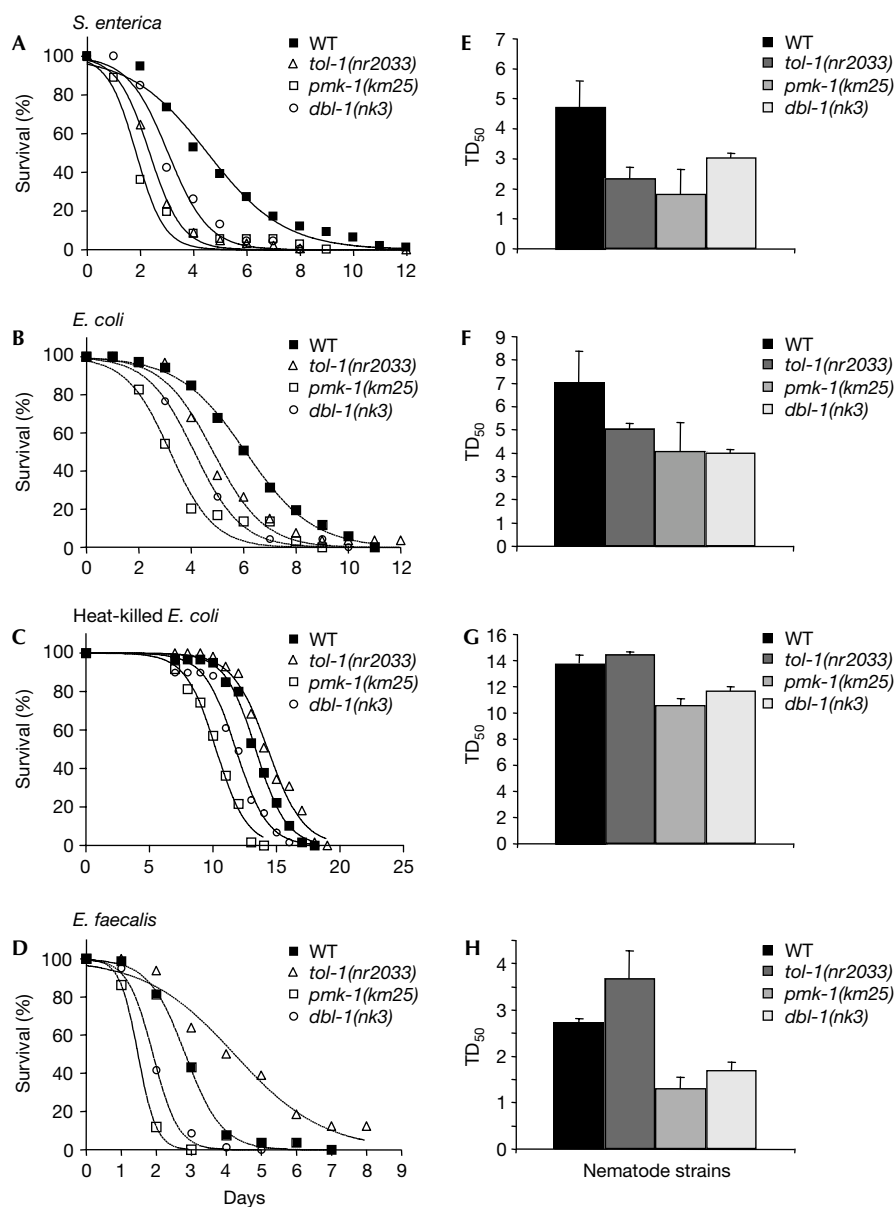 S. enterica
A
Survival (%)
100
80
60
40
20
0
0 2 4 6 8 10 12
WT
tol-1(nr2033)
pmk-1(km25)
dbl-1(nk3)
E
TD50
7
6
5
4
3
2
1
0
WT
tol-1(nr2033)
pmk-1(km25)
dbl-1(nk3)
E. coli
B
Survival (%)
100
80
60
40
20
0
0 2 4 6 8 10 12
WT
tol-1(nr2033)
pmk-1(km25)
dbl-1(nk3)
F
TD50
9
8
7
6
5
4
3
2
1
0
WT
tol-1(nr2033)
pmk-1(km25)
dbl-1(nk3)
Heat-killed E. coli
C
Survival (%)
100
80
60
40
20
0
0 5 10 15 20 25
WT
tol-1(nr2033)
pmk-1(km25)
dbl-1(nk3)
G
TD50
16
14
12
10
8
6
4
2
0
WT
tol-1(nr2033)
pmk-1(km25)
dbl-1(nk3)
E. faecalis
D
Survival (%)
100
80
60
40
20
0
0 1 2 3 4 5 6 7 8 9
Days
WT
tol-1(nr2033)
pmk-1(km25)
dbl-1(nk3)
H
TD50
4
3
2
1
0
WT
tol-1(nr2033)
pmk-1(km25)
dbl-1(nk3)
Nematode strains